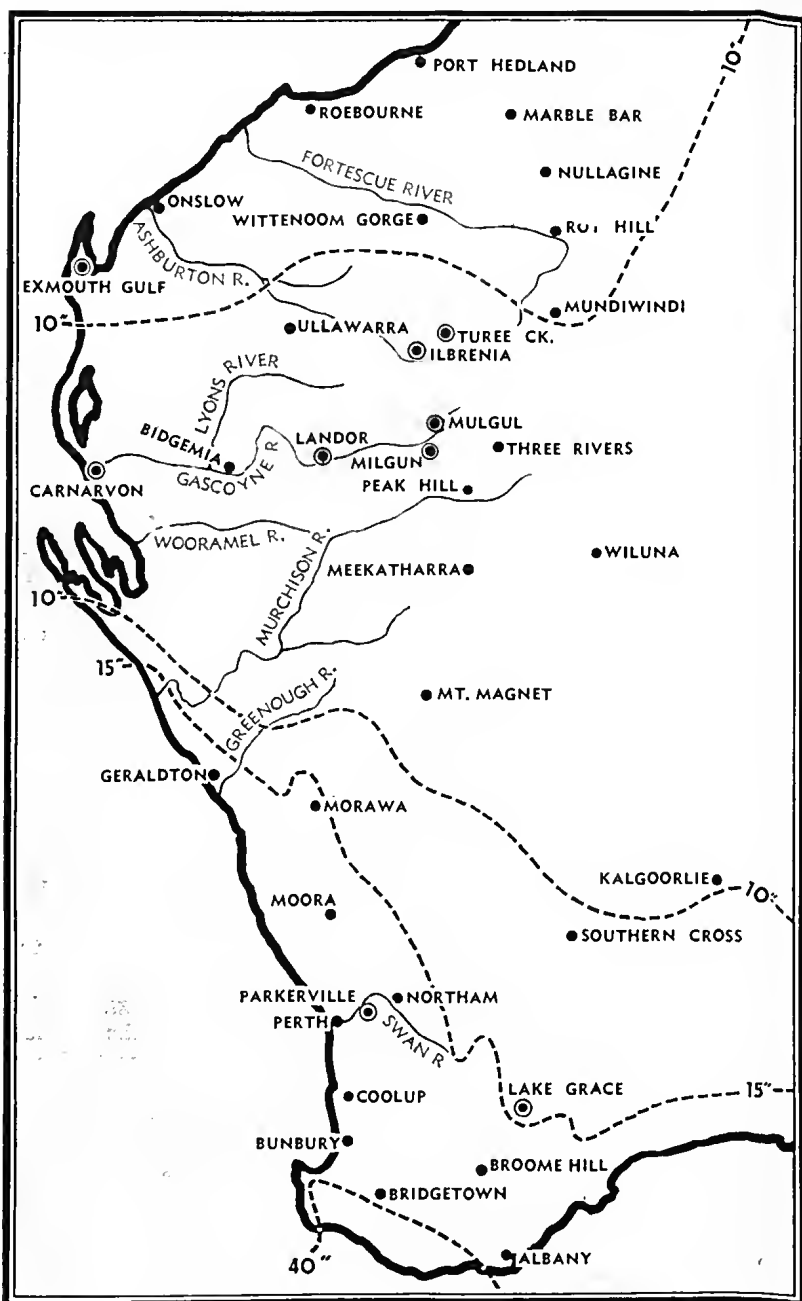 10"
PORT HEDLAND
ROEBOURNE
MARBLE BAR
FORTESCUE RIVER
NULLAGINE
ONSLOW
WITTENOOM GORGE
HILL
ASHBURTON R.
EXMOUTH GULF
10"
MUNDIWINDI
ULLAWARRA
TUREE CK.
ILBRENIA
LYONS RIVER
MULGUL
BIDGEMIA
LANDOR
THREE RIVERS
GASCOYNE R
MILGUN
CARNARVON
PEAK HILL
WOORAMEL R.
MURCHISON R.
WILUNA
MEEKATHARRA
10"
15"
GREENOUGH R.
MT. MAGNET
GERALDTON
MORAWA
KALGOORLIE
10"
MOORA
SOUTHERN CROSS
PARKERVILLE
NORTHAM
PERTH
SWAN R
LAKE GRACE
15"
COOLUP
BUNBURY
BROOME HILL
BRIDGETOWN
40"
ALBANY